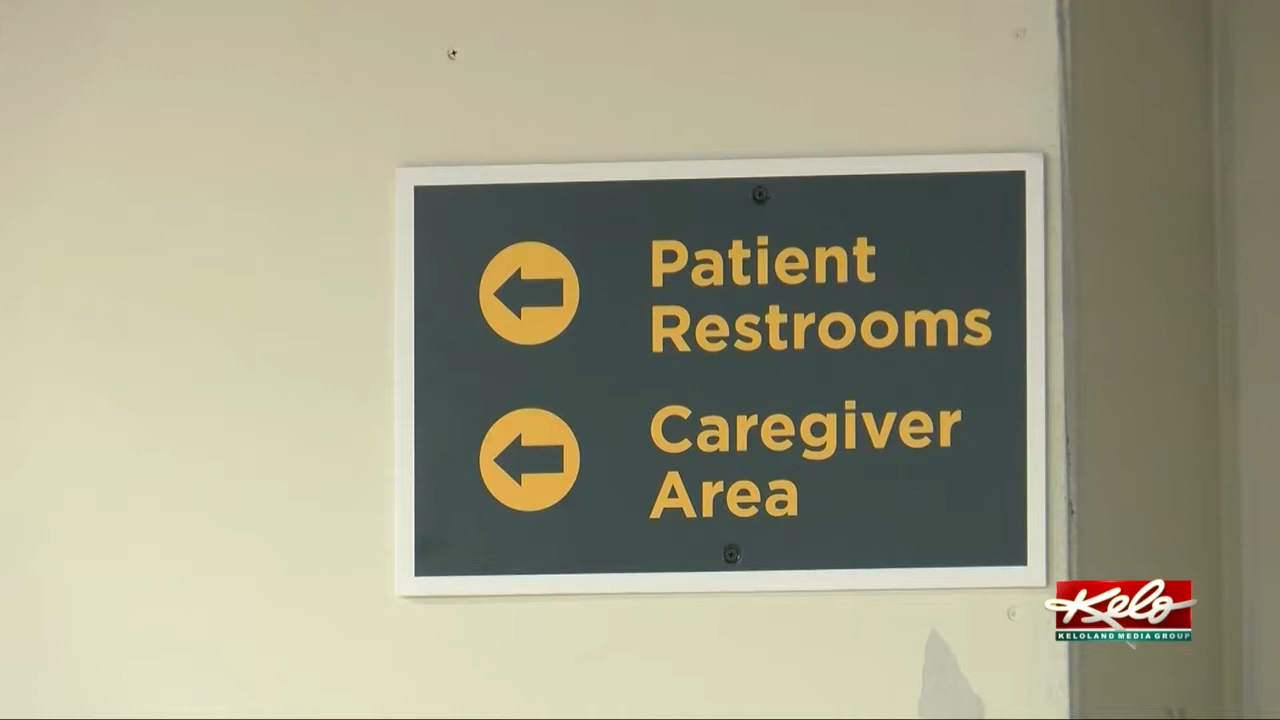 Patient
Restrooms
Caregiver
Area
Kelo
KELOLAND MEDIA GROUP